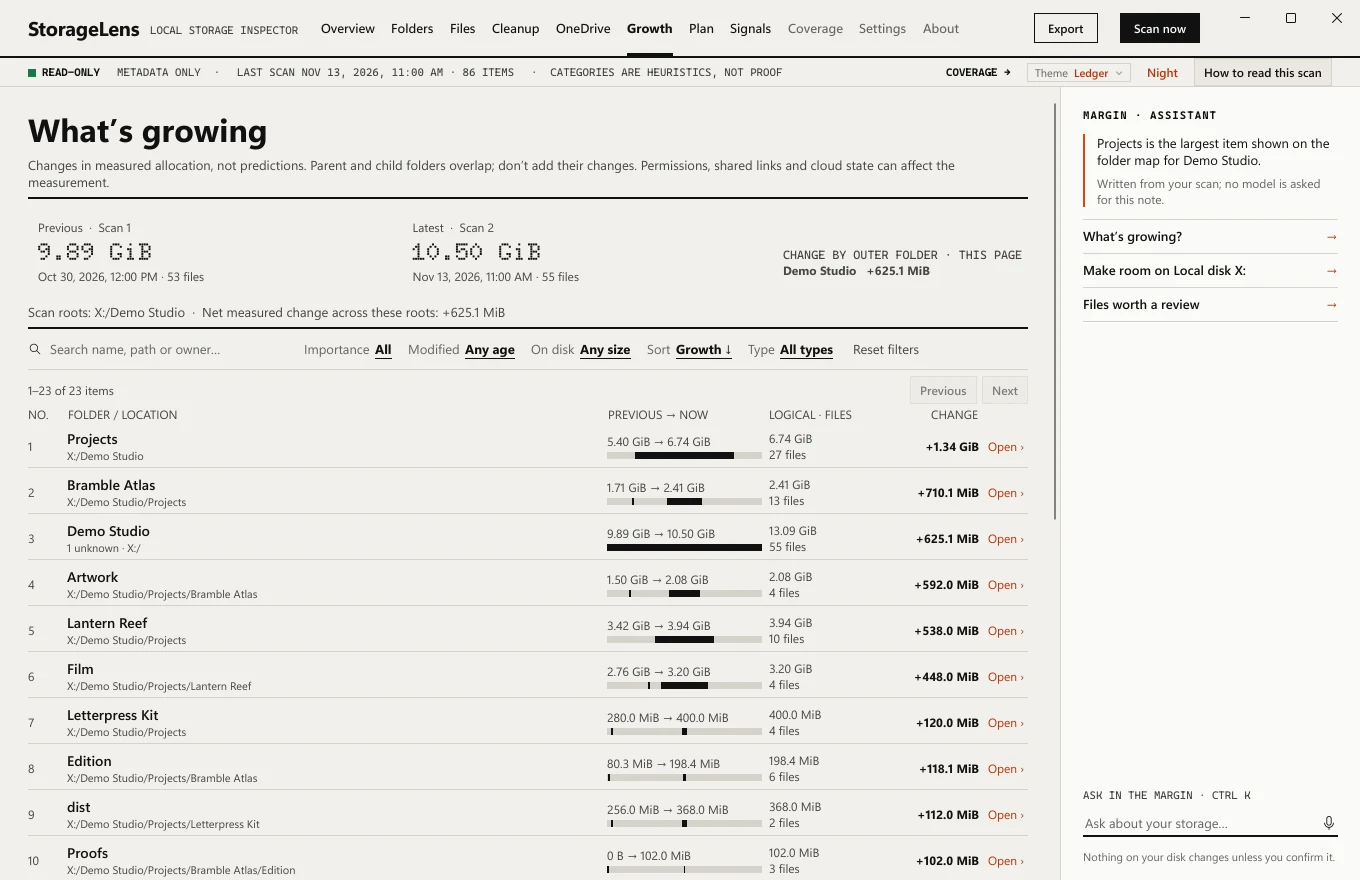 StorageLens LOCAL STORAGE INSPECTOR Overview Folders Files Cleanup OneDrive Growth Plan Signals Coverage Settings About Export Scan now
READ-ONLY METADATA ONLY · LAST SCAN NOV 13, 2026, 11:00 AM · 86 ITEMS · CATEGORIES ARE HEURISTICS, NOT PROOF COVERAGE → Theme Ledger Night How to read this scan
What’s growing
Changes in measured allocation, not predictions. Parent and child folders overlap; don’t add their changes. Permissions, shared links and cloud state can affect the
measurement.
Previous · Scan 1
9.89 GiB
Oct 30, 2026, 12:00 PM · 53 files
Latest · Scan 2
10.50 GiB
Nov 13, 2026, 11:00 AM · 55 files
CHANGE BY OUTER FOLDER · THIS PAGE
Demo Studio +625.1 MiB
Scan roots: X:/Demo Studio · Net measured change across these roots: +625.1 MiB
Search name, path or owner... Importance All Modified Any age On disk Any size Sort Growth ↓ Type All types Reset filters
1–23 of 23 items Previous Next
NO. FOLDER / LOCATION PREVIOUS → NOW LOGICAL · FILES CHANGE
1 Projects 5.40 GiB → 6.74 GiB 6.74 GiB +1.34 GiB Open ›
X:/Demo Studio 27 files
2 Bramble Atlas 1.71 GiB → 2.41 GiB 2.41 GiB +710.1 MiB Open ›
X:/Demo Studio/Projects 13 files
3 Demo Studio 9.89 GiB → 10.50 GiB 13.09 GiB +625.1 MiB Open ›
1 unknown · X:/ 55 files
4 Artwork 1.50 GiB → 2.08 GiB 2.08 GiB +592.0 MiB Open ›
X:/Demo Studio/Projects/Bramble Atlas 4 files
5 Lantern Reef 3.42 GiB → 3.94 GiB 3.94 GiB +538.0 MiB Open ›
X:/Demo Studio/Projects 10 files
6 Film 2.76 GiB → 3.20 GiB 3.20 GiB +448.0 MiB Open ›
X:/Demo Studio/Projects/Lantern Reef 4 files
7 Letterpress Kit 280.0 MiB → 400.0 MiB 400.0 MiB +120.0 MiB Open ›
X:/Demo Studio/Projects 4 files
8 Edition 80.3 MiB → 198.4 MiB 198.4 MiB +118.1 MiB Open ›
X:/Demo Studio/Projects/Bramble Atlas 6 files
9 dist 256.0 MiB → 368.0 MiB 368.0 MiB +112.0 MiB Open ›
X:/Demo Studio/Projects/Letterpress Kit 2 files
10 Proofs 0 B → 102.0 MiB 102.0 MiB +102.0 MiB Open ›
X:/Demo Studio/Projects/Bramble Atlas/Edition 3 files
MARGIN · ASSISTANT
Projects is the largest item shown on the
folder map for Demo Studio.
Written from your scan; no model is asked
for this note.
What’s growing? →
Make room on Local disk X: →
Files worth a review →
ASK IN THE MARGIN · CTRL K
Ask about your storage...
Nothing on your disk changes unless you confirm it.